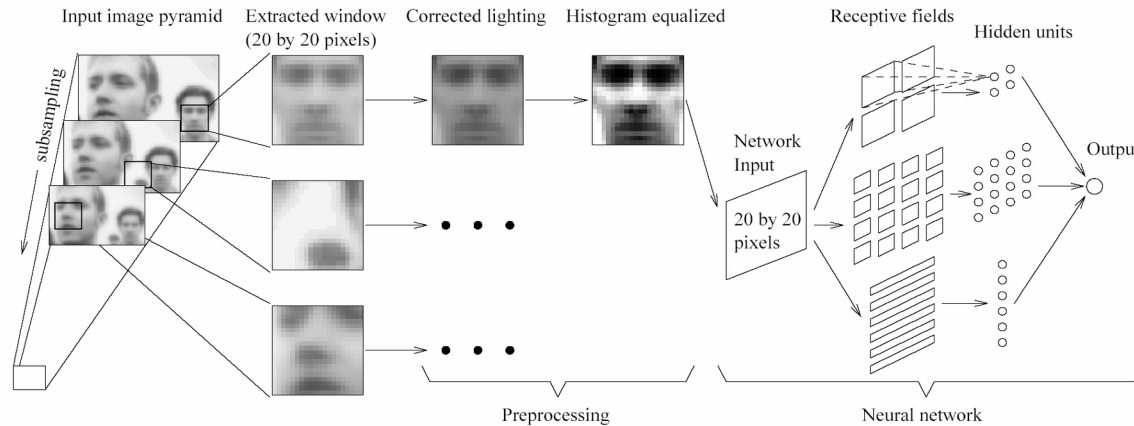 Input image pyramid
Extracted window
(20 by 20 pixels)
Corrected lighting
Histogram equalized
Receptive fields
Hidden units
subsampling
Network
Input
Output
20 by 20
pixels
Preprocessing
Neural network